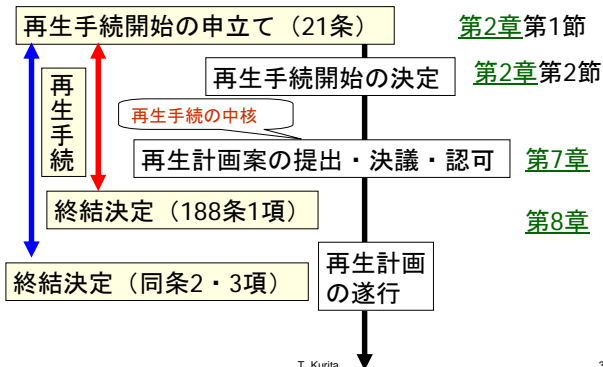 再生手続開始の申立て（21条）
第2章第1節
再生手続開始の決定
第2章第2節
再生手続
再生手続の中核
再生計画案の提出・決議・認可
第7章
終結決定（188条1項）
第8章
再生計画
の遂行
終結決定（同条2・3項）
T. Kurita
3